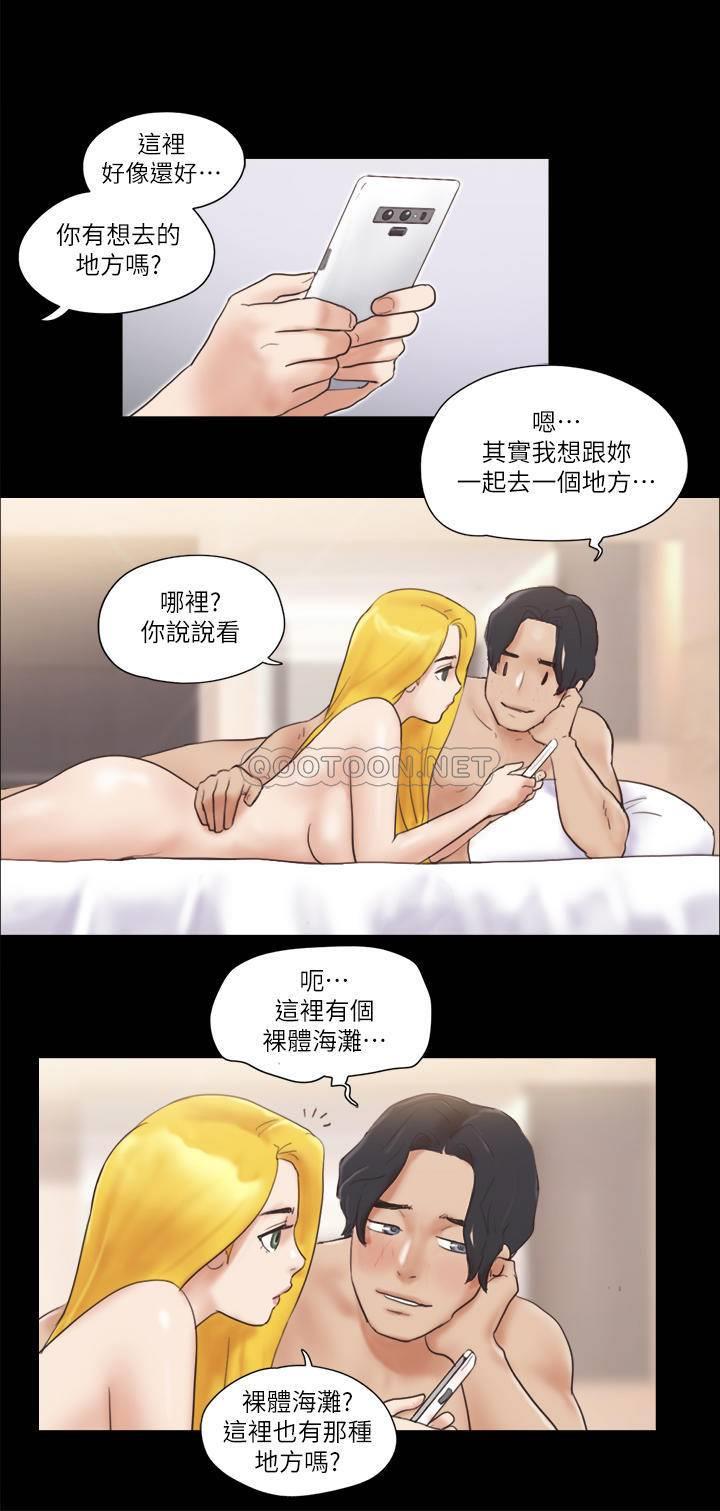 這裡
好像還好…
你有想去的
地方嗎?
嗯…
其實我想跟妳
一起去一個地方…
哪裡?
你說說看
QOOTOON.NET
呃…
這裡有個
裸體海灘…
裸體海灘?
這裡也有那種
地方嗎?